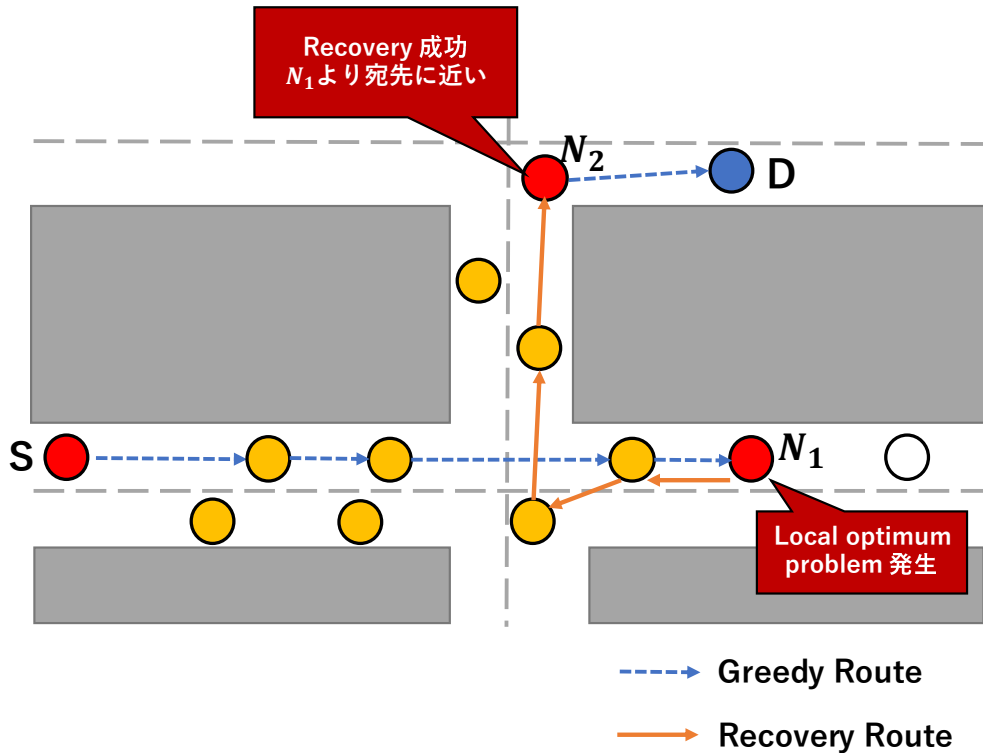 Recovery 成功
N₁より宛先に近い
N₂
D
S
N₁
Local optimum
problem 発生
Greedy Route
Recovery Route